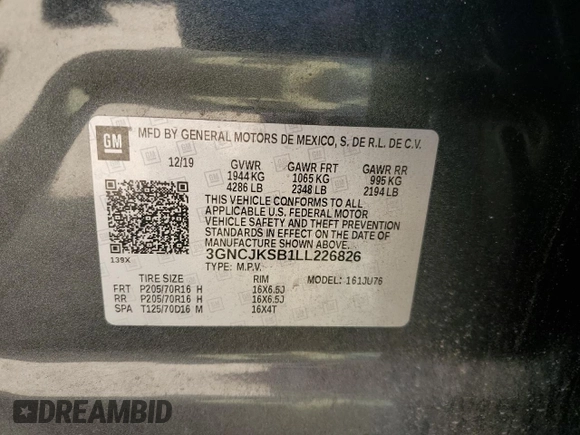 GM
MFD BY GENERAL MOTORS DE MEXICO, S. DE R.L. DE C.V.
12/19 GVWR GAWR FRT GAWR RR
1944 KG 1065 KG 995 KG
4286 LB 2348 LB 2194 LB
THIS VEHICLE CONFORMS TO ALL
APPLICABLE U.S. FEDERAL MOTOR
VEHICLE SAFETY AND THEFT PREVENTION
STANDARDS IN EFFECT ON THE DATE OF
MANUFACTURE SHOWN ABOVE.
139X 3GNCJKSB1LL226826
TYPE: M.P.V.
TIRE SIZE RIM MODEL: 161JU76
FRT P205/70R16 H 16X6.5J
RR P205/70R16 H 16X6.5J
SPA T125/70D16 M 16X4T
DREAMBID